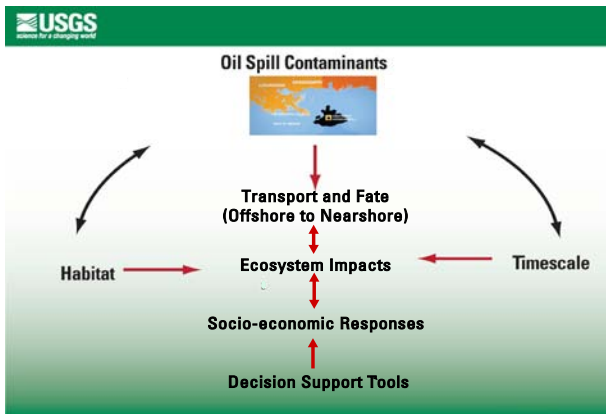 USGS
science for a changing world
Oil Spill Contaminants
Transport and Fate
(Offshore to Nearshore)
Habitat
Ecosystem Impacts
Timescale
Socio-economic Responses
Decision Support Tools